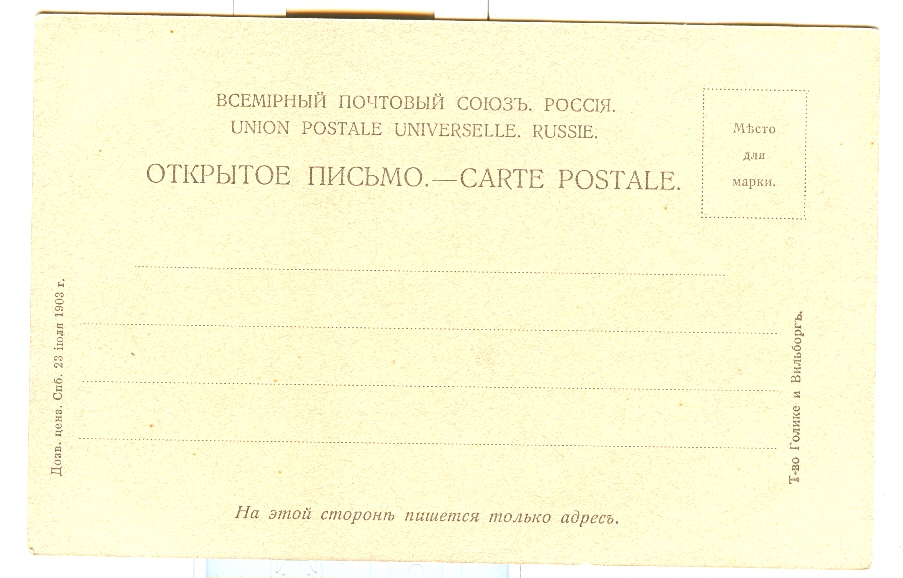 ВСЕМІРНЫЙ ПОЧТОВЫЙ СОЮЗЪ. РОССІЯ.
UNION POSTALE UNIVERSELLE. RUSSIE.
ОТКРЫТОЕ ПИСЬМО.—CARTE POSTALE.
Мѣсто
для
марки.
Дозв. ценз. Спб. 23 іюля 1903 г.
Т-во Голике и Вильборгъ.
На этой сторонѣ пишется только адресъ.